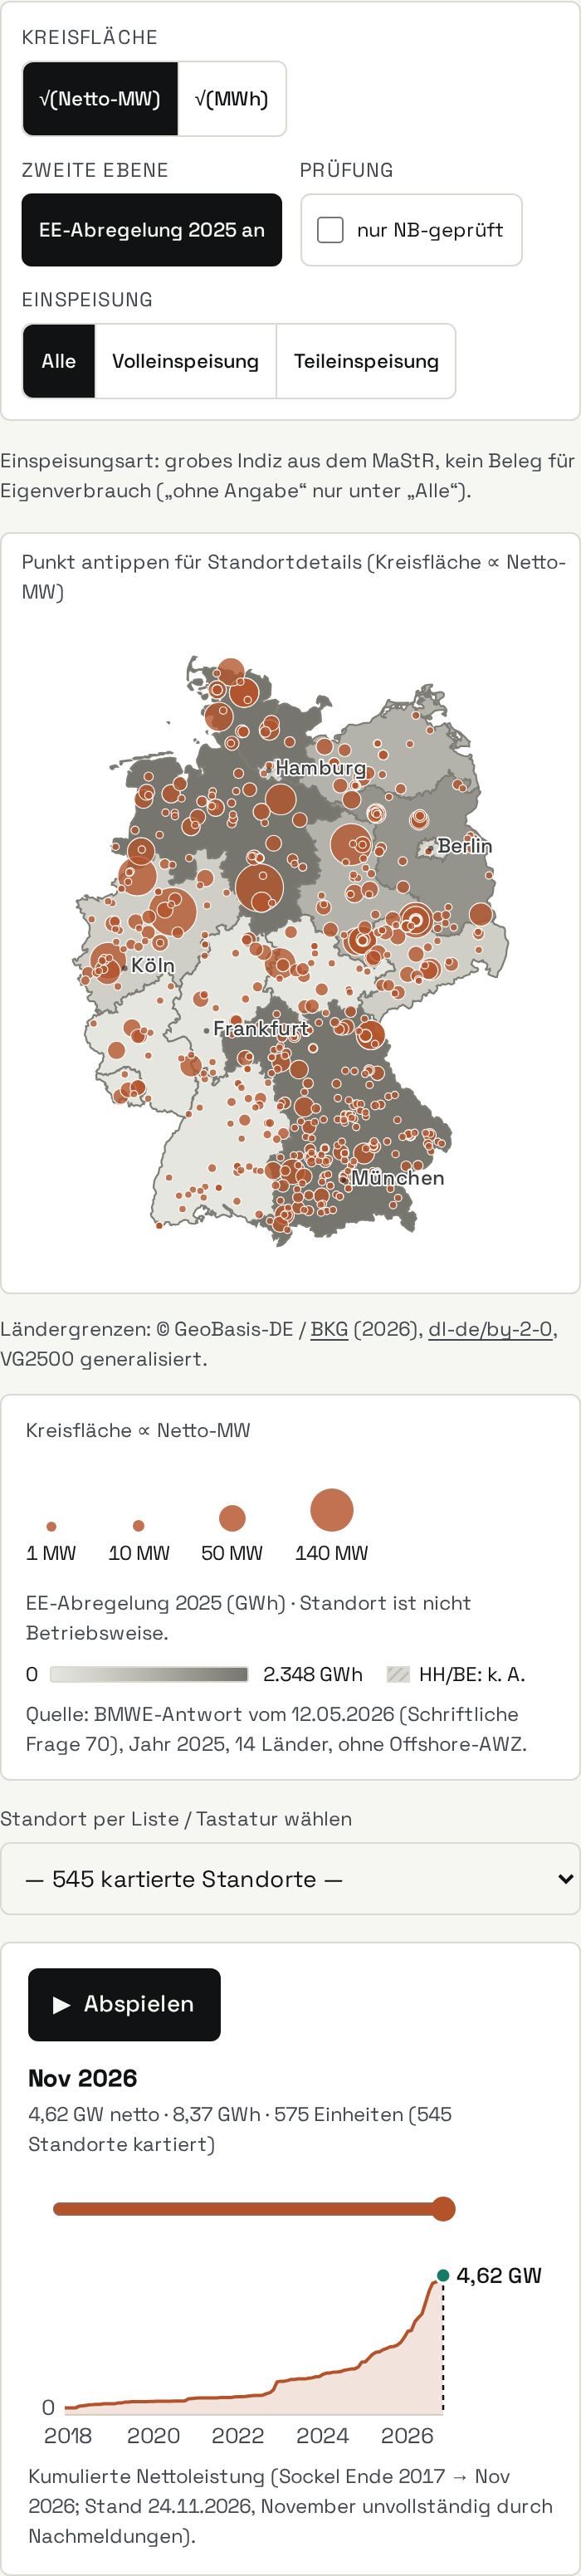 KREISFLÄCHE
√(Netto-MW) √(MWh)
ZWEITE EBENE PRÜFUNG
EE-Abregelung 2025 an nur NB-geprüft
EINSPEISUNG
Alle Volleinspeisung Teileinspeisung
Einspeisungsart: grobes Indiz aus dem MaStR, kein Beleg für
Eigenverbrauch („ohne Angabe“ nur unter „Alle“).
Punkt antippen für Standortdetails (Kreisfläche ∝ Netto-
MW)
Hamburg
Berlin
Köln
Frankfurt
München
Ländergrenzen: © GeoBasis-DE / BKG (2026), dl-de/by-2-0,
VG2500 generalisiert.
Kreisfläche ∝ Netto-MW
1 MW 10 MW 50 MW 140 MW
EE-Abregelung 2025 (GWh) · Standort ist nicht
Betriebsweise.
0 2.348 GWh HH/BE: k. A.
Quelle: BMWE-Antwort vom 12.05.2026 (Schriftliche
Frage 70), Jahr 2025, 14 Länder, ohne Offshore-AWZ.
Standort per Liste / Tastatur wählen
— 545 kartierte Standorte —
▶ Abspielen
Nov 2026
4,62 GW netto · 8,37 GWh · 575 Einheiten (545
Standorte kartiert)
4,62 GW
0
2018 2020 2022 2024 2026
Kumulierte Nettoleistung (Sockel Ende 2017 → Nov
2026; Stand 24.11.2026, November unvollständig durch
Nachmeldungen).